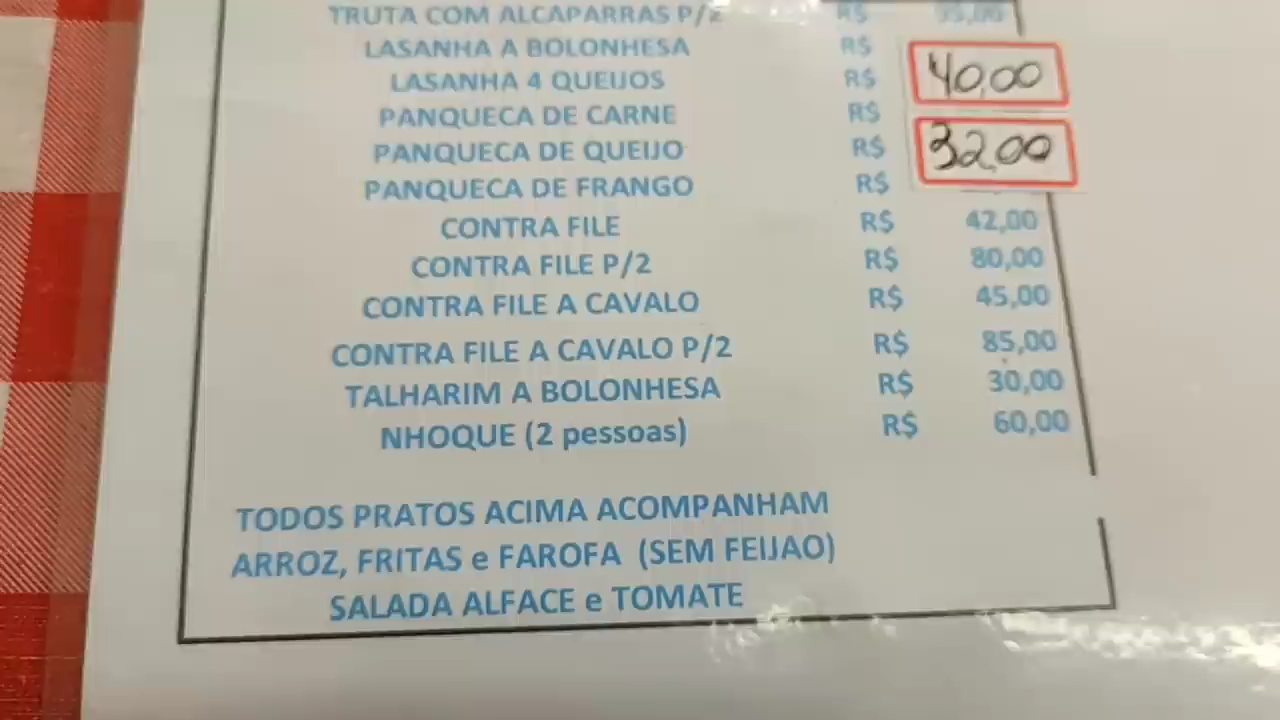 TRUTA COM ALCAPARRAS P/2 R$ 95,00
LASANHA A BOLONHESA R$
LASANHA 4 QUEIJOS R$ 40,00
PANQUECA DE CARNE R$
PANQUECA DE QUEIJO R$ 32,00
PANQUECA DE FRANGO R$
CONTRA FILE R$ 42,00
CONTRA FILE P/2 R$ 80,00
CONTRA FILE A CAVALO R$ 45,00
CONTRA FILE A CAVALO P/2 R$ 85,00
TALHARIM A BOLONHESA R$ 30,00
NHOQUE (2 pessoas) R$ 60,00
TODOS PRATOS ACIMA ACOMPANHAM
ARROZ, FRITAS e FAROFA (SEM FEIJAO)
SALADA ALFACE e TOMATE